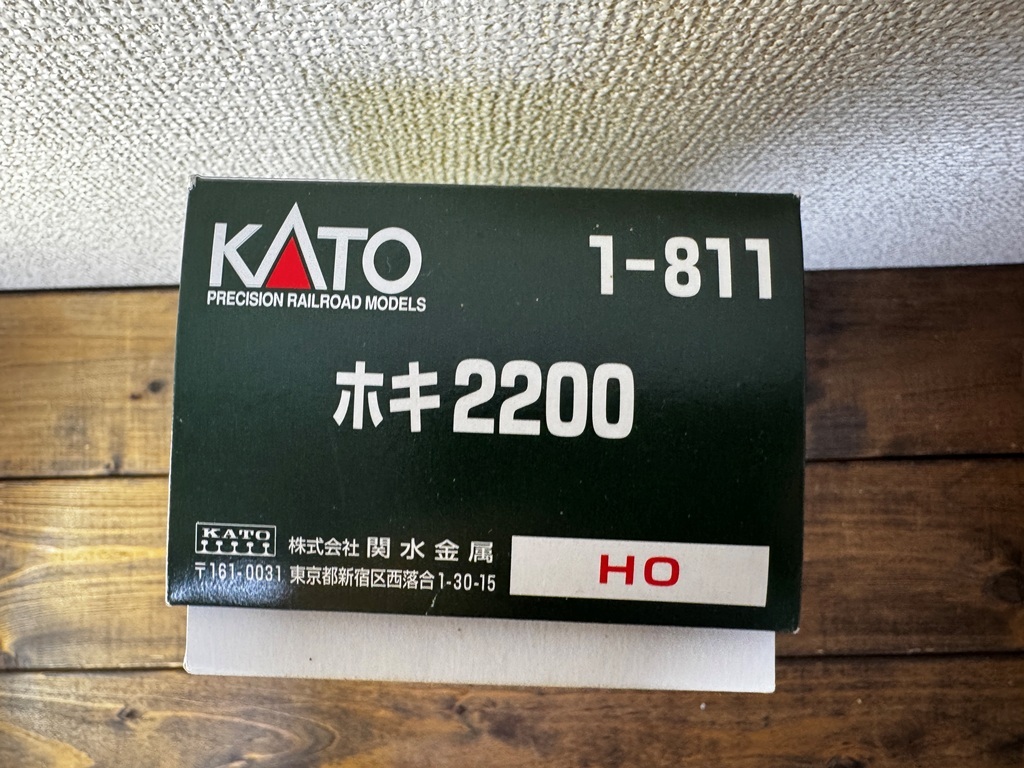 KATO
PRECISION RAILROAD MODELS
1-811
ホキ2200
KATO
株式会社 関水金属
〒161-0031 東京都新宿区西落合1-30-15
HO